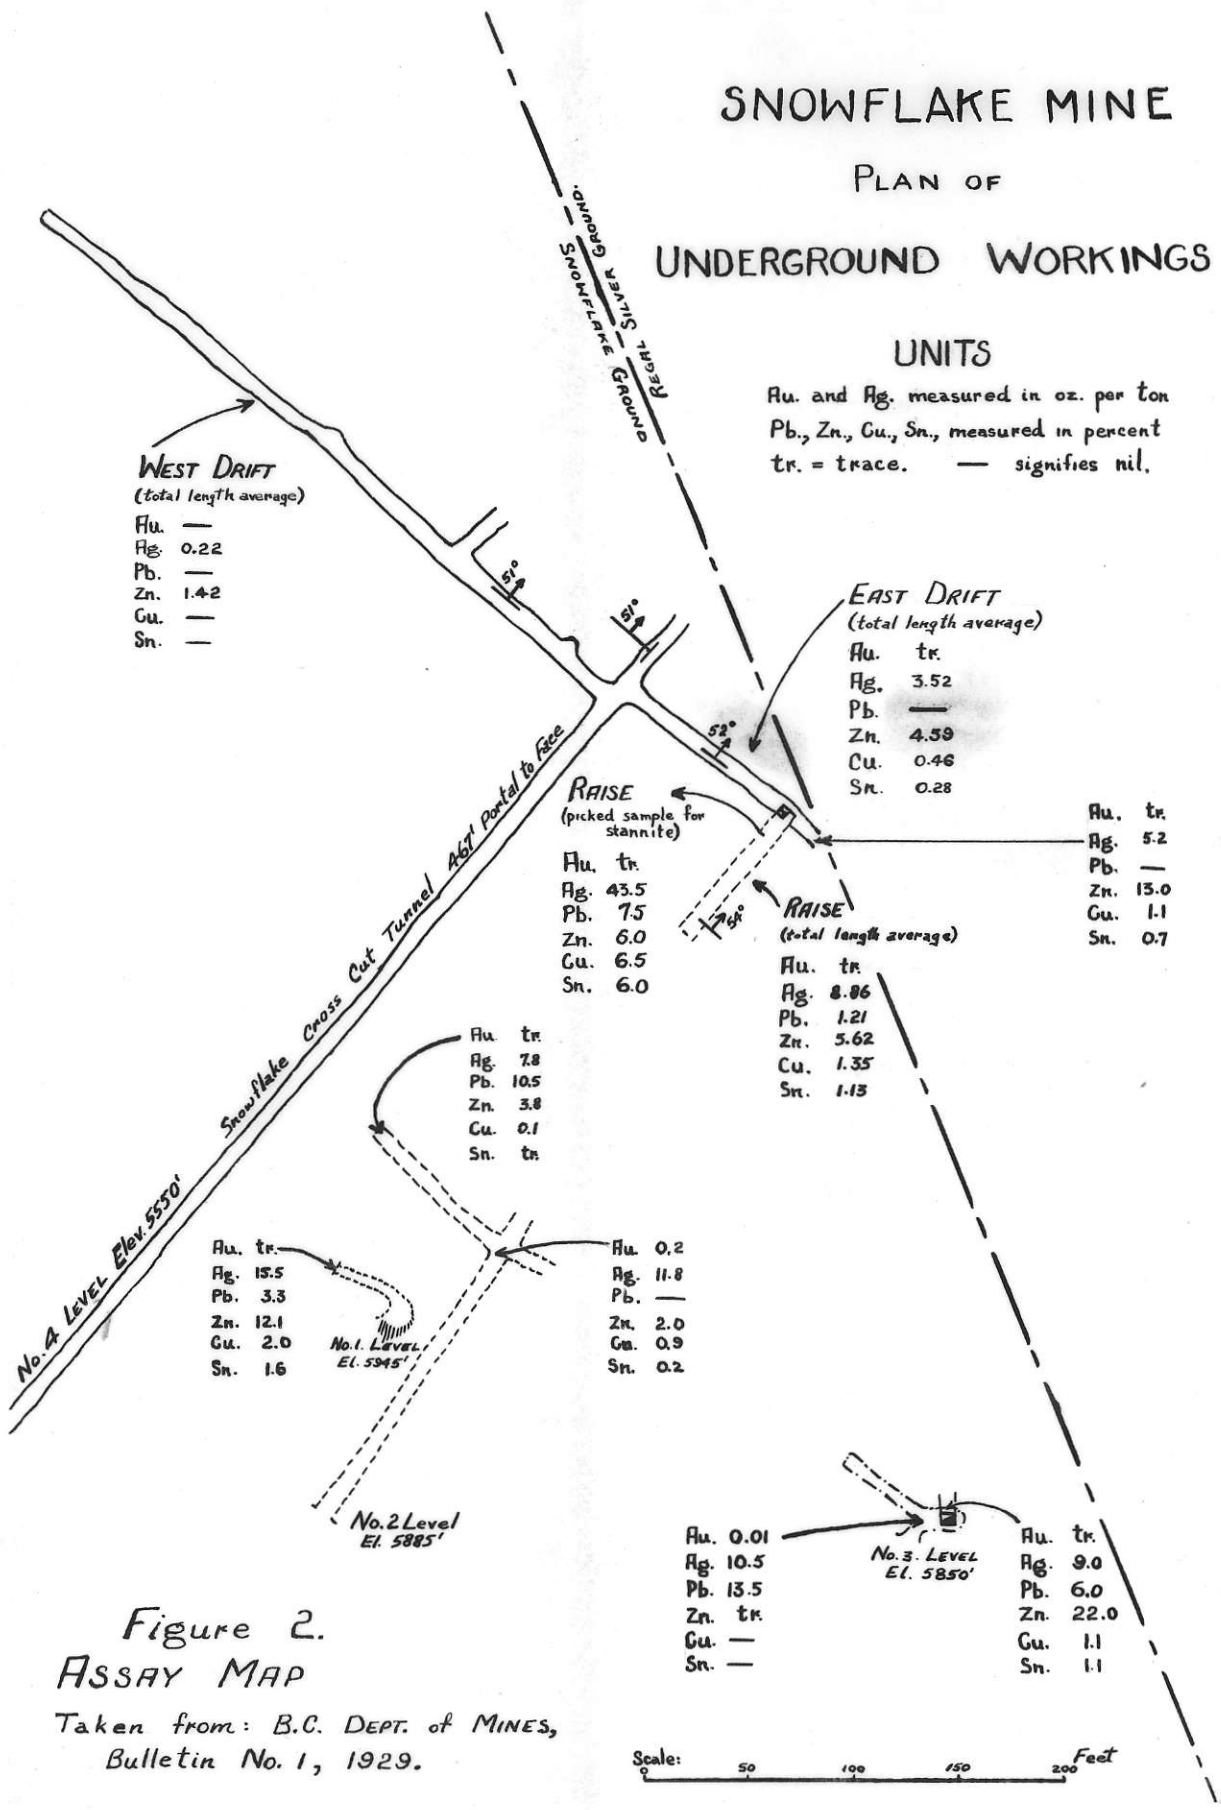 SNOWFLAKE MINE
PLAN OF
UNDERGROUND WORKINGS
UNITS
Au. and Ag. measured in oz. per ton
Pb., Zn., Cu., Sn., measured in percent
tr. = trace. — signifies nil.
REGAL SILVER GROUND.
SNOWFLAKE GROUND
WEST DRIFT
(total length average)
Au. —
Ag. 0.22
Pb. —
Zn. 1.42
Cu. —
Sn. —
51°
51°
52°
EAST DRIFT
(total length average)
Au. tr.
Ag. 3.52
Pb. —
Zn. 4.59
Cu. 0.46
Sn. 0.28
RAISE
(picked sample for
stannite)
Au. tr.
Ag. 43.5
Pb. 7.5
Zn. 6.0
Cu. 6.5
Sn. 6.0
Au. tr.
Ag. 5.2
Pb. —
Zn. 13.0
Cu. 1.1
Sn. 0.7
54°
RAISE
(total length average)
Au. tr.
Ag. 8.86
Pb. 1.21
Zn. 5.62
Cu. 1.35
Sn. 1.13
No. 4 LEVEL Elev. 5550' Snowflake Cross Cut Tunnel 467' Portal to Face
Au. tr.
Ag. 7.8
Pb. 10.5
Zn. 3.8
Cu. 0.1
Sn. tr.
Au. tr.
Ag. 15.5
Pb. 3.3
Zn. 12.1
Cu. 2.0
Sn. 1.6
No. 1. LEVEL
El. 5945'
Au. 0.2
Ag. 11.8
Pb. —
Zn. 2.0
Cu. 0.9
Sn. 0.2
No. 2 Level
El. 5885'
Au. 0.01
Ag. 10.5
Pb. 13.5
Zn. tr.
Cu. —
Sn. —
No. 3. LEVEL
El. 5850'
Au. tr.
Ag. 9.0
Pb. 6.0
Zn. 22.0
Cu. 1.1
Sn. 1.1
Figure 2.
ASSAY MAP
Taken from: B.C. DEPT. of MINES,
Bulletin No. 1, 1929.
Scale: Feet
0 50 100 150 200